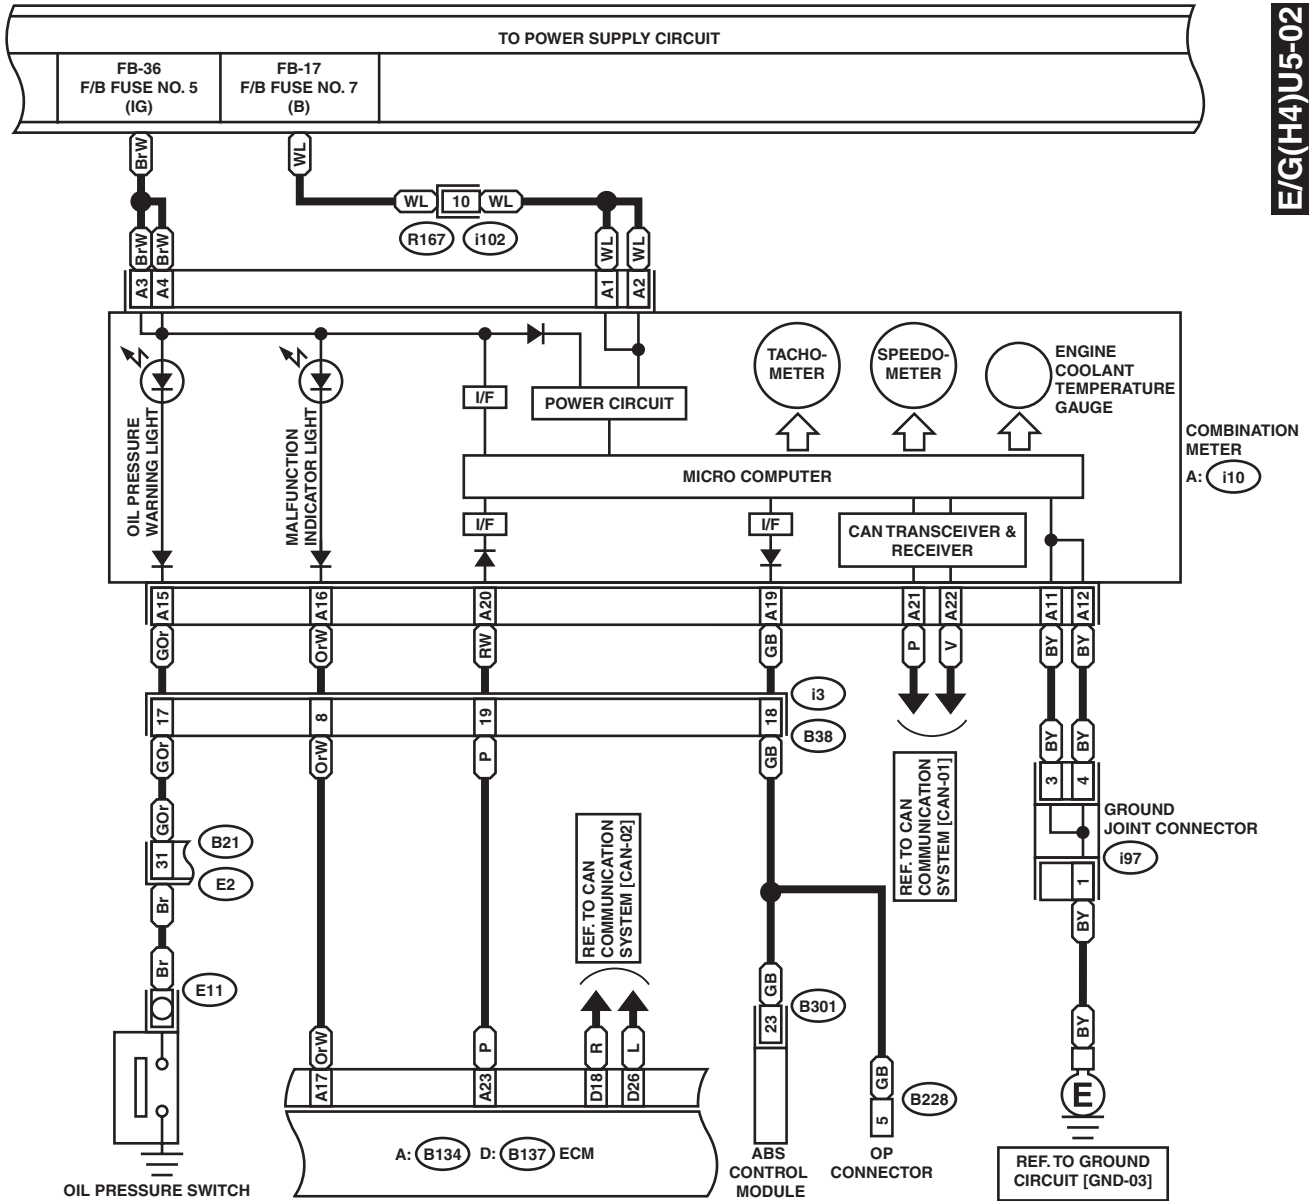 E/G(H4)U5-02
TO POWER SUPPLY CIRCUIT
FB-36
F/B FUSE NO. 5
(IG)
FB-17
F/B FUSE NO. 7
(B)
BrW
WL
WL
10
WL
R167
i102
BrW
BrW
WL
WL
A3
A4
A1
A2
OIL PRESSURE
WARNING LIGHT
MALFUNCTION
INDICATOR LIGHT
I/F
POWER CIRCUIT
TACHO-
METER
SPEEDO-
METER
ENGINE
COOLANT
TEMPERATURE
GAUGE
COMBINATION
METER
A: i10
MICRO COMPUTER
I/F
I/F
CAN TRANSCEIVER &
RECEIVER
A15
A16
A20
A19
A21
A22
A11
A12
GOr
OrW
RW
GB
P
V
BY
BY
17
8
19
18
i3
B38
GOr
OrW
P
GB
BY
BY
REF. TO CAN
COMMUNICATION
SYSTEM [CAN-01]
3
4
GROUND
JOINT CONNECTOR
i97
1
GOr
31
B21
E2
REF. TO CAN
COMMUNICATION
SYSTEM [CAN-02]
Br
BY
Br
E11
GB
23
B301
BY
OrW
P
R
L
GB
5
B228
E
A17
A23
D18
D26
A: B134 D: B137 ECM
ABS
CONTROL
MODULE
OP
CONNECTOR
REF. TO GROUND
CIRCUIT [GND-03]
OIL PRESSURE SWITCH